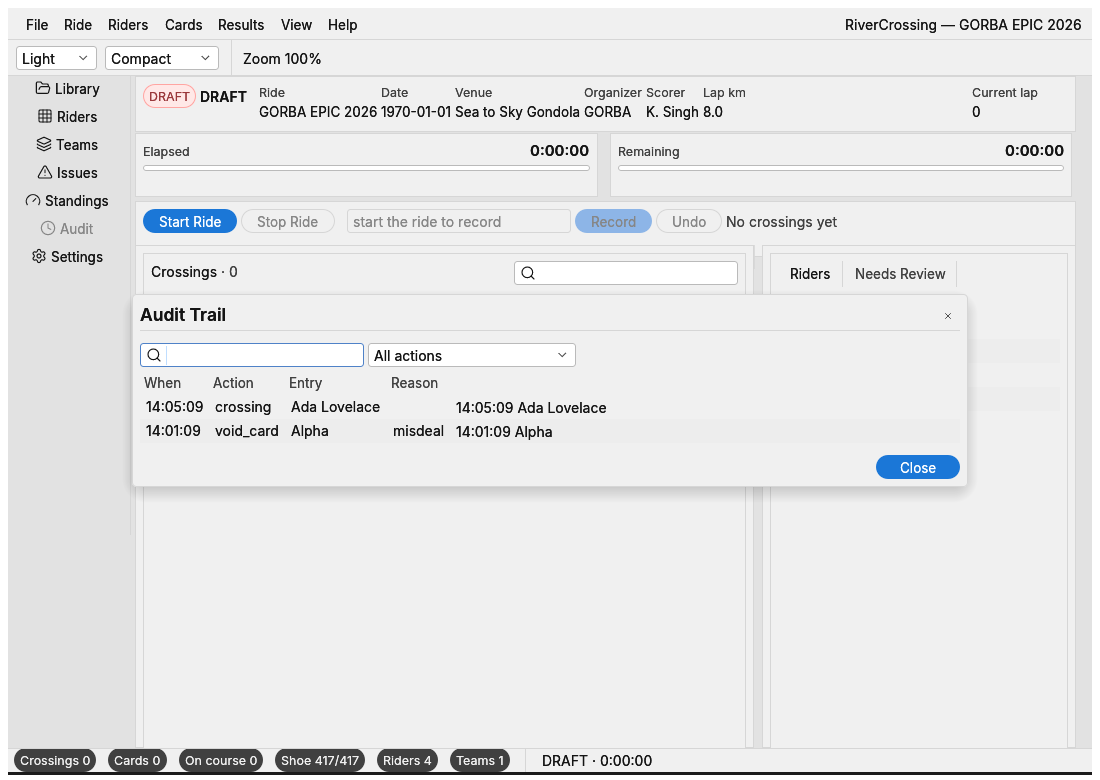 File Ride Riders Cards Results View Help RiverCrossing — GORBA EPIC 2026
Light Compact Zoom 100%
Library
Riders
Teams
Issues
Standings
Audit
Settings
DRAFT DRAFT
Ride Date Venue Organizer Scorer Lap km Current lap
GORBA EPIC 2026 1970-01-01 Sea to Sky Gondola GORBA K. Singh 8.0 0
Elapsed 0:00:00 Remaining 0:00:00
Start Ride Stop Ride start the ride to record Record Undo No crossings yet
Crossings · 0 Riders Needs Review
Audit Trail ×
All actions
When Action Entry Reason
14:05:09 crossing Ada Lovelace 14:05:09 Ada Lovelace
14:01:09 void_card Alpha misdeal 14:01:09 Alpha
Close
Crossings 0 Cards 0 On course 0 Shoe 417/417 Riders 4 Teams 1 DRAFT · 0:00:00